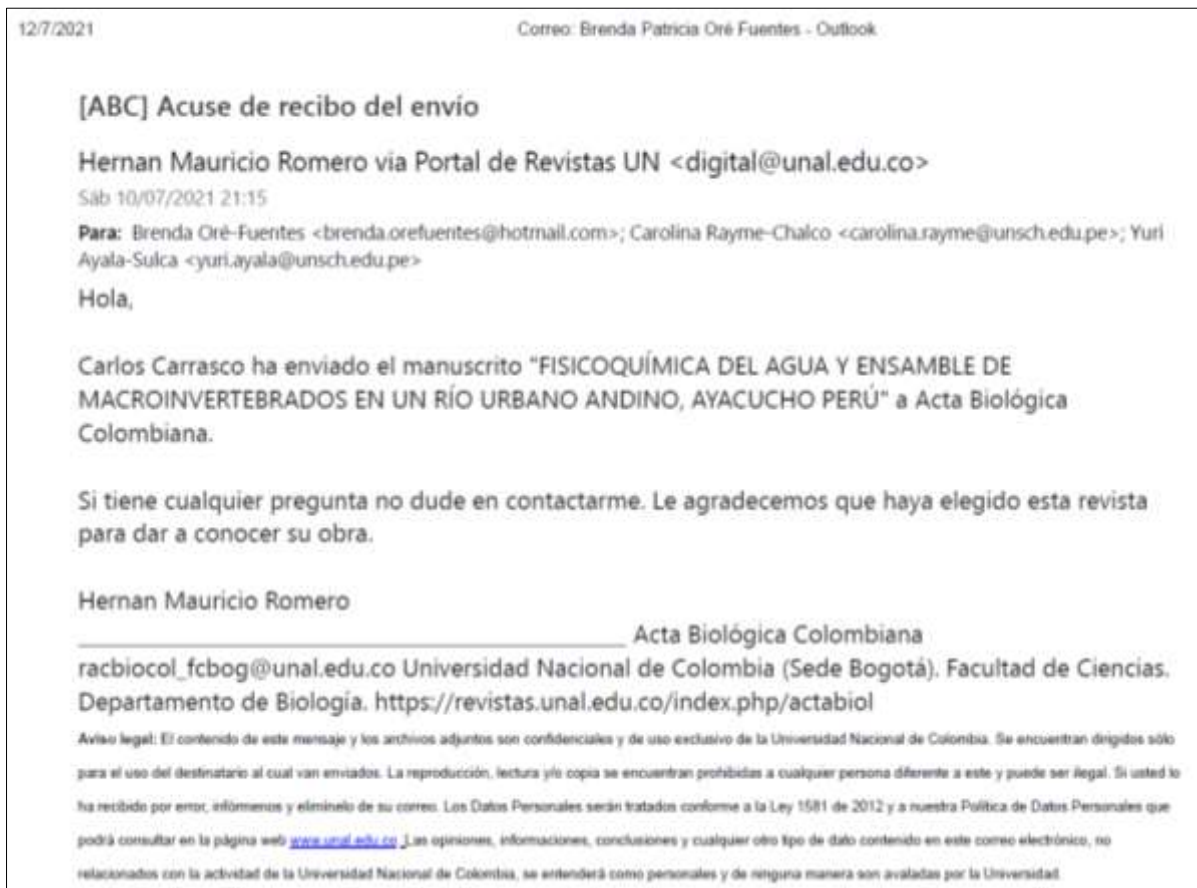 12/7/2021 Correo: Brenda Patricia Oré Fuentes - Outlook
[ABC] Acuse de recibo del envío
Hernan Mauricio Romero via Portal de Revistas UN <digital@unal.edu.co>
Sáb 10/07/2021 21:15
Para: Brenda Oré-Fuentes <brenda.orefuentes@hotmail.com>; Carolina Rayme-Chalco <carolina.rayme@unsch.edu.pe>; Yuri
Ayala-Sulca <yuri.ayala@unsch.edu.pe>
Hola,
Carlos Carrasco ha enviado el manuscrito "FISICOQUÍMICA DEL AGUA Y ENSAMBLE DE
MACROINVERTEBRADOS EN UN RÍO URBANO ANDINO, AYACUCHO PERÚ" a Acta Biológica
Colombiana.
Si tiene cualquier pregunta no dude en contactarme. Le agradecemos que haya elegido esta revista
para dar a conocer su obra.
Hernan Mauricio Romero
Acta Biológica Colombiana
racbiocol_fcbog@unal.edu.co Universidad Nacional de Colombia (Sede Bogotá). Facultad de Ciencias.
Departamento de Biología. https://revistas.unal.edu.co/index.php/actabiol
Aviso legal: El contenido de este mensaje y los archivos adjuntos son confidenciales y de uso exclusivo de la Universidad Nacional de Colombia. Se encuentran dirigidos sólo
para el uso del destinatario al cual van enviados. La reproducción, lectura y/o copia se encuentran prohibidas a cualquier persona diferente a este y puede ser ilegal. Si usted lo
ha recibido por error, infórmenos y elimínelo de su correo. Los Datos Personales serán tratados conforme a la Ley 1581 de 2012 y a nuestra Política de Datos Personales que
podrá consultar en la página web www.unal.edu.co. Las opiniones, informaciones, conclusiones y cualquier otro tipo de dato contenido en este correo electrónico, no
relacionados con la actividad de la Universidad Nacional de Colombia, se entenderá como personales y de ninguna manera son avaladas por la Universidad.